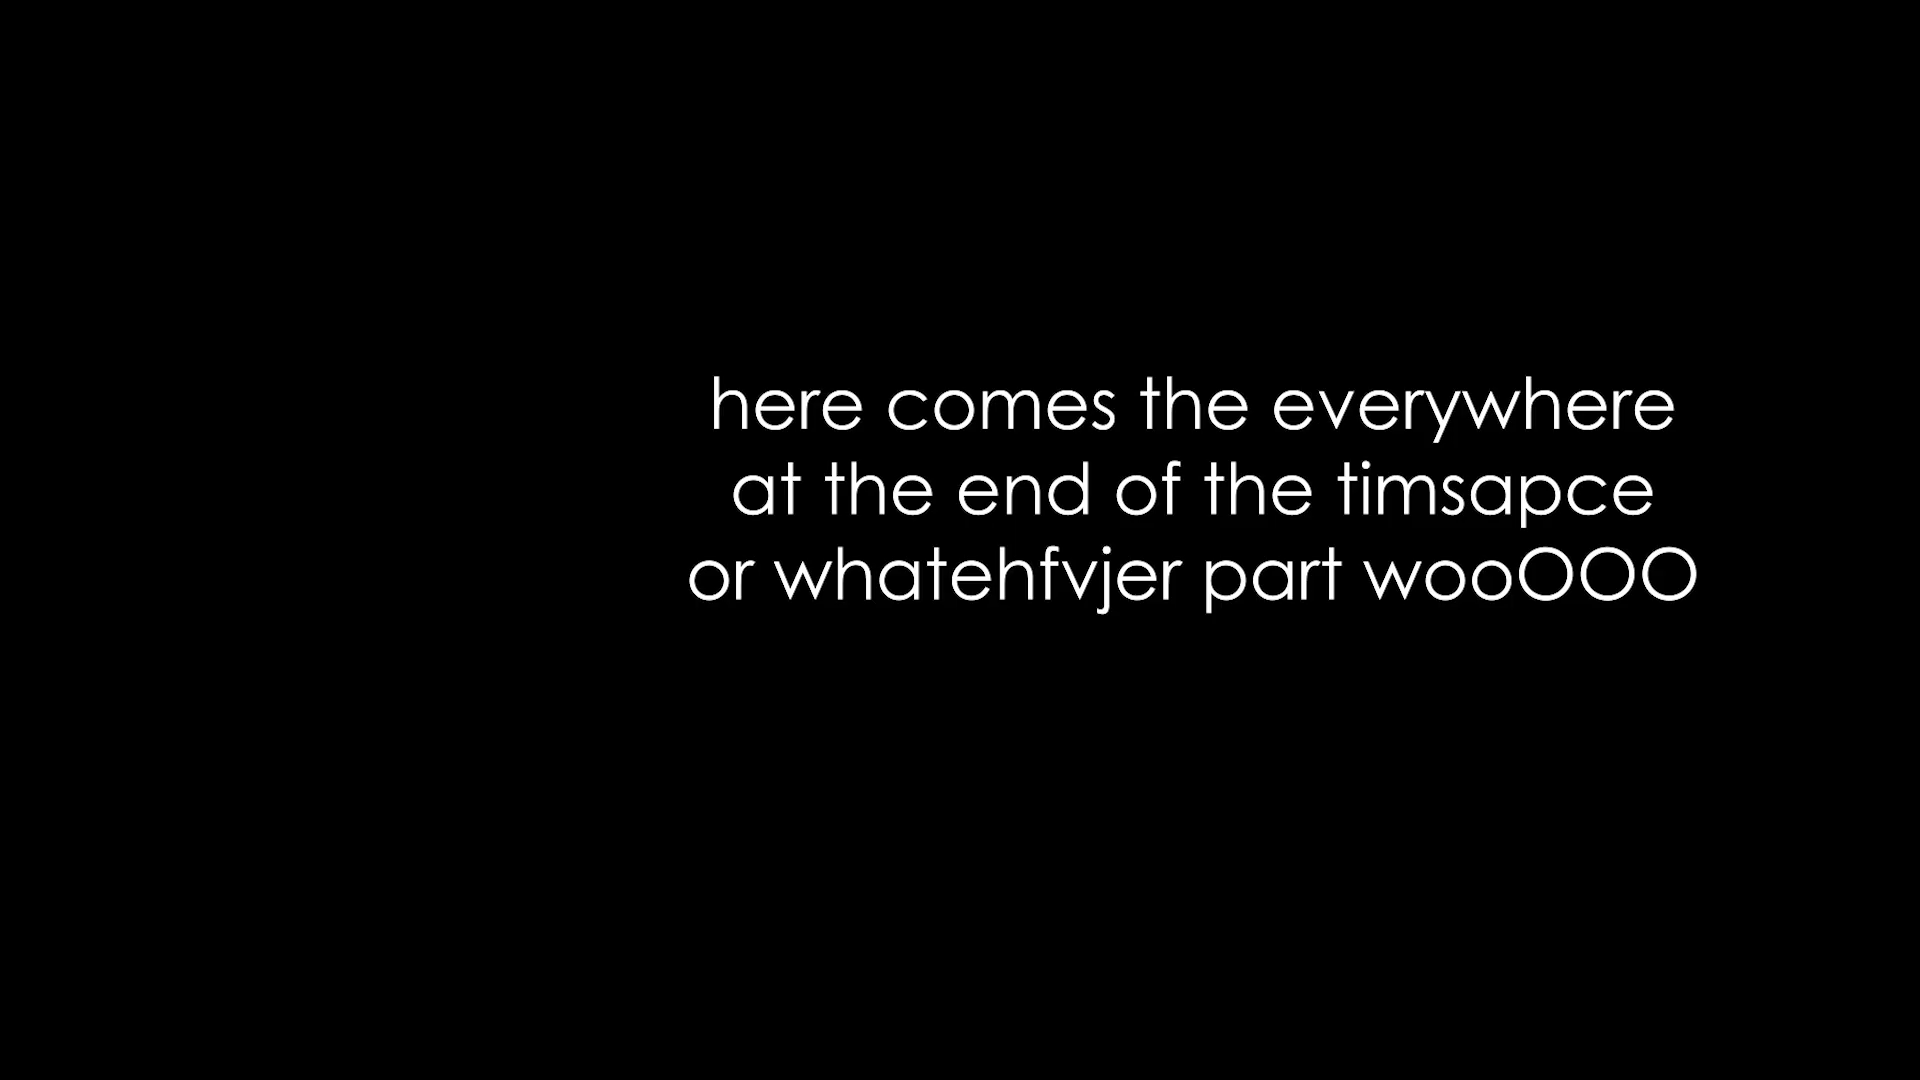 here comes the everywhere
at the end of the timsapce
or whatehfvjer part wooOOO